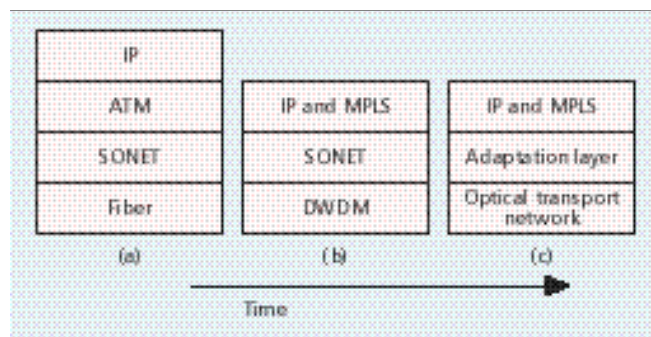 IP
ATM
SONET
Fiber
(a)
IP and MPLS
SONET
DWDM
(b)
IP and MPLS
Adaptation layer
Optical transport
network
(c)
Time